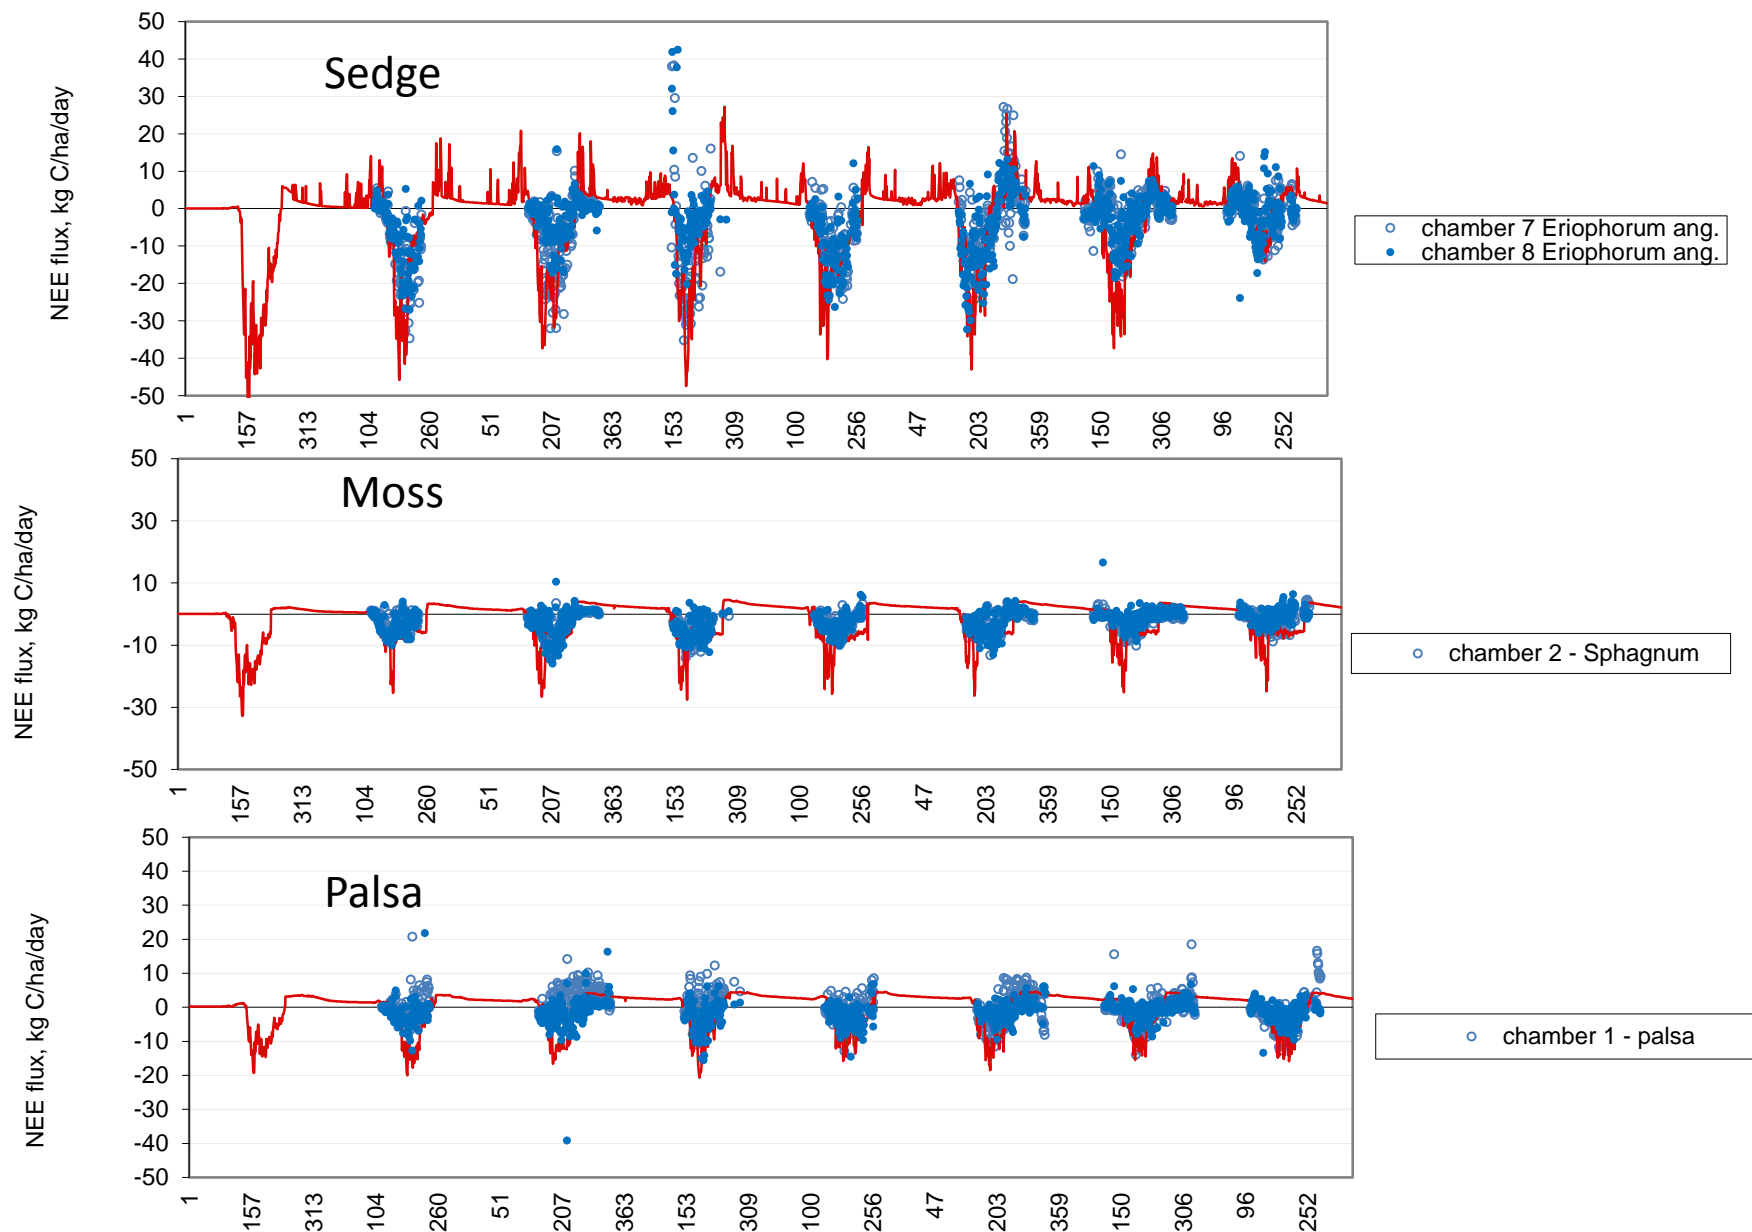 50
40
30
20
10
0
-10
-20
-30
-40
-50
NEE flux, kg C/ha/day
Sedge
1 157 313 104 260 51 207 363 153 309 100 256 47 203 359 150 306 96 252
chamber 7 Eriophorum ang.
chamber 8 Eriophorum ang.
50
30
10
-10
-30
-50
NEE flux, kg C/ha/day
Moss
1 157 313 104 260 51 207 363 153 309 100 256 47 203 359 150 306 96 252
chamber 2 - Sphagnum
50
40
30
20
10
0
-10
-20
-30
-40
-50
NEE flux, kg C/ha/day
Palsa
1 157 313 104 260 51 207 363 153 309 100 256 47 203 359 150 306 96 252
chamber 1 - palsa